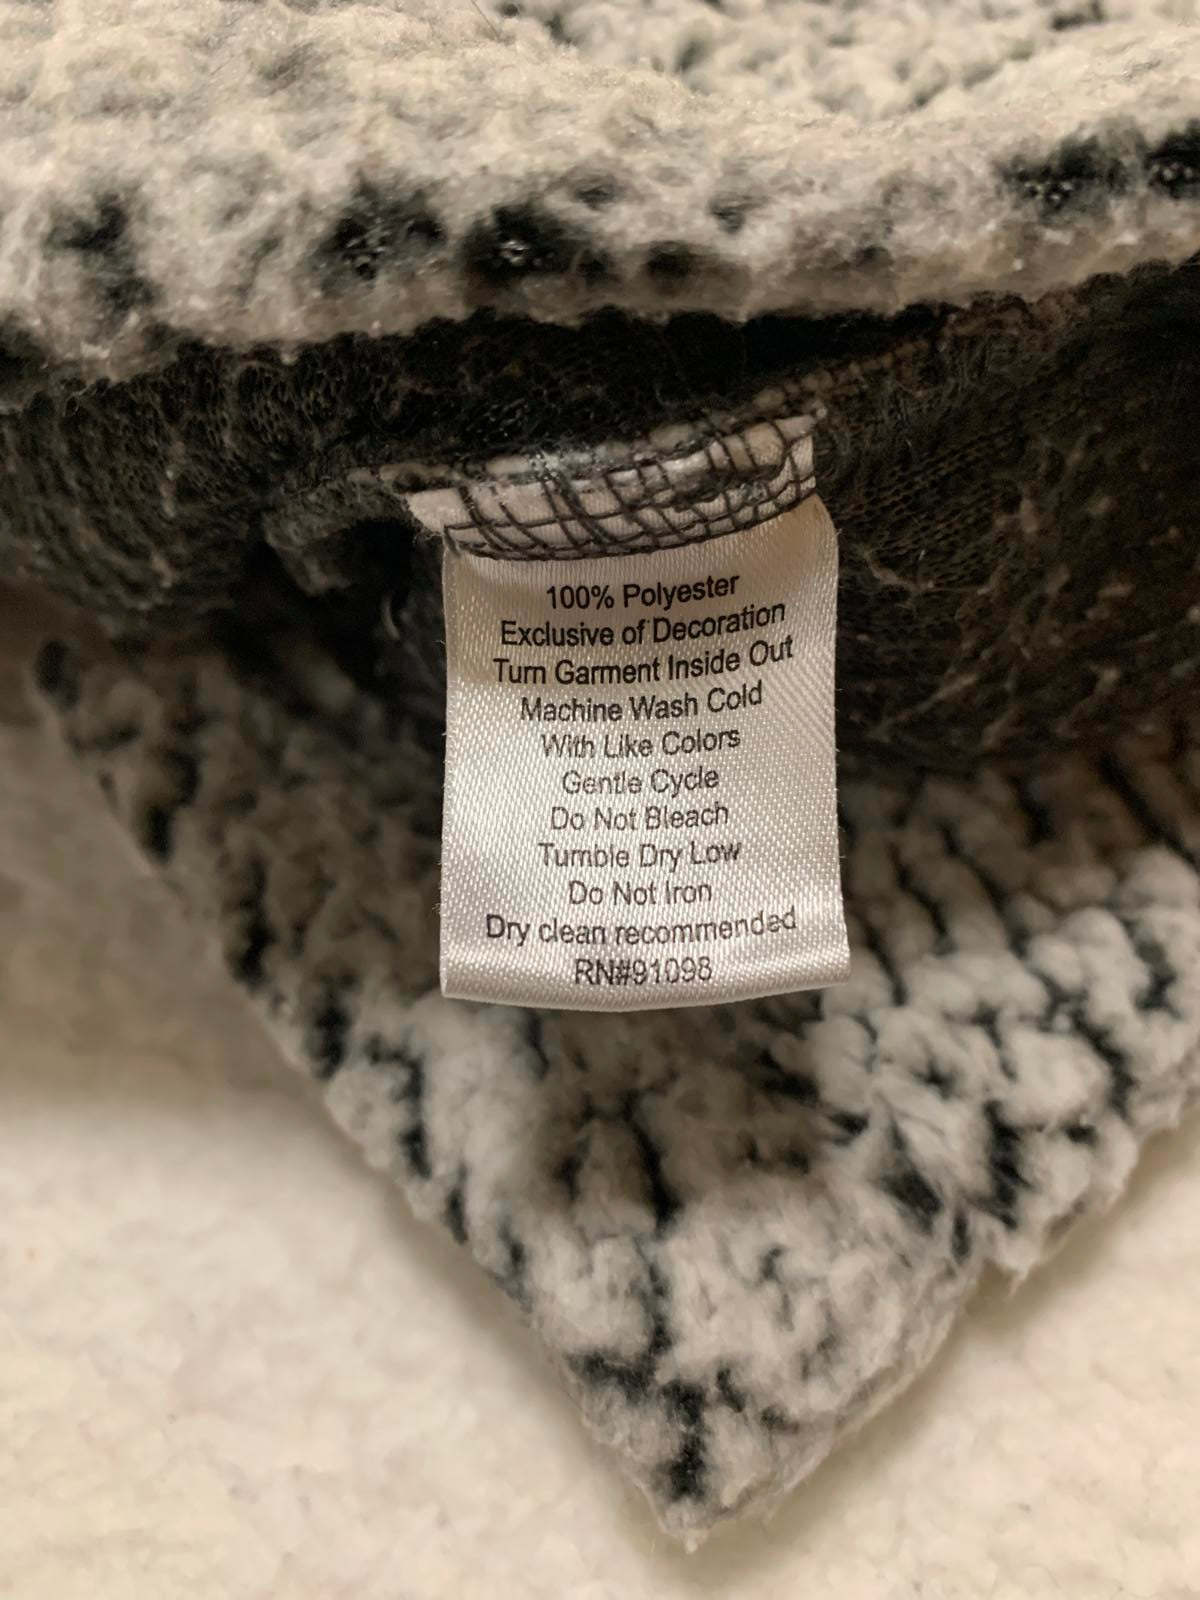 100% Polyester
Exclusive of Decoration
Turn Garment Inside Out
Machine Wash Cold
With Like Colors
Gentle Cycle
Do Not Bleach
Tumble Dry Low
Do Not Iron
Dry clean recommended
RN#91098